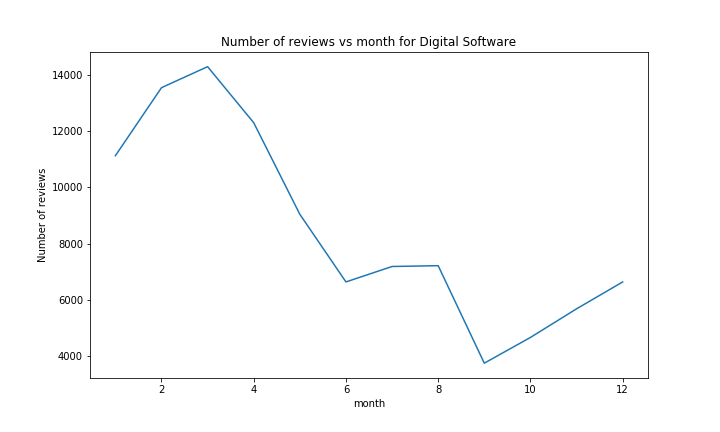 Number of reviews vs month for Digital Software
Number of reviews
14000
12000
10000
8000
6000
4000
2 4 6 8 10 12
month